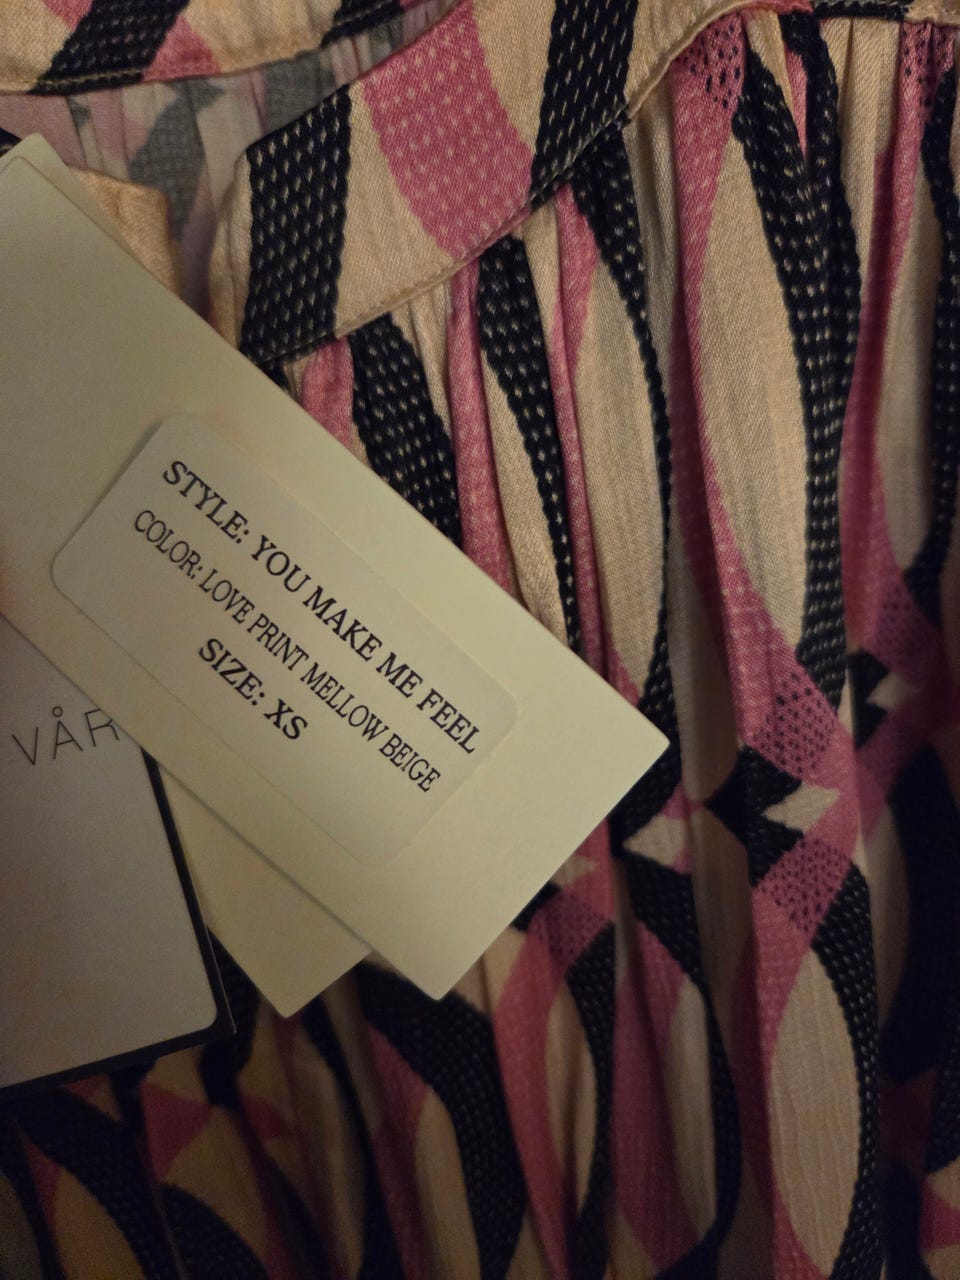 STYLE: YOU MAKE ME FEEL
COLOR: LOVE PRINT MELLOW BEIGE
SIZE: XS
VÅR